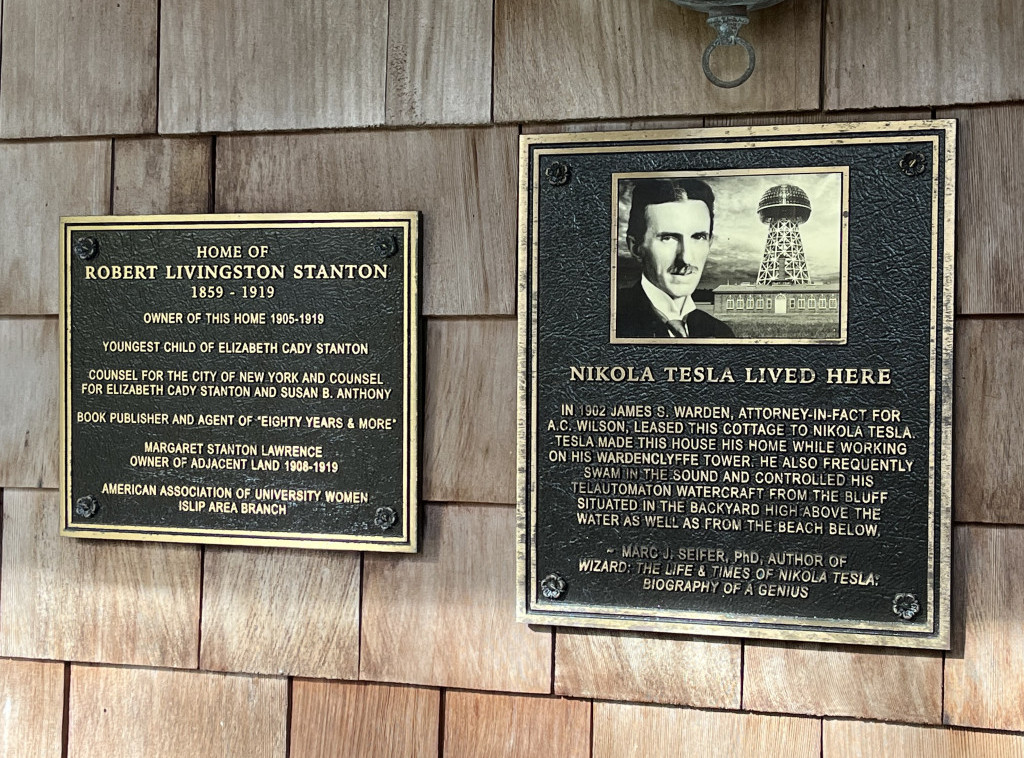 HOME OF
ROBERT LIVINGSTON STANTON
1859 - 1919
OWNER OF THIS HOME 1905-1919
YOUNGEST CHILD OF ELIZABETH CADY STANTON
COUNSEL FOR THE CITY OF NEW YORK AND COUNSEL
FOR ELIZABETH CADY STANTON AND SUSAN B. ANTHONY
BOOK PUBLISHER AND AGENT OF "EIGHTY YEARS & MORE"
MARGARET STANTON LAWRENCE
OWNER OF ADJACENT LAND 1908-1919
AMERICAN ASSOCIATION OF UNIVERSITY WOMEN
ISLIP AREA BRANCH
NIKOLA TESLA LIVED HERE
IN 1902 JAMES S. WARDEN, ATTORNEY-IN-FACT FOR
A.C. WILSON, LEASED THIS COTTAGE TO NIKOLA TESLA.
TESLA MADE THIS HOUSE HIS HOME WHILE WORKING
ON HIS WARDENCLYFFE TOWER. HE ALSO FREQUENTLY
SWAM IN THE SOUND AND CONTROLLED HIS
TELAUTOMATON WATERCRAFT FROM THE BLUFF
SITUATED IN THE BACKYARD HIGH ABOVE THE
WATER AS WELL AS FROM THE BEACH BELOW.
~ MARC J. SEIFER, PhD, AUTHOR OF
WIZARD: THE LIFE & TIMES OF NIKOLA TESLA:
BIOGRAPHY OF A GENIUS